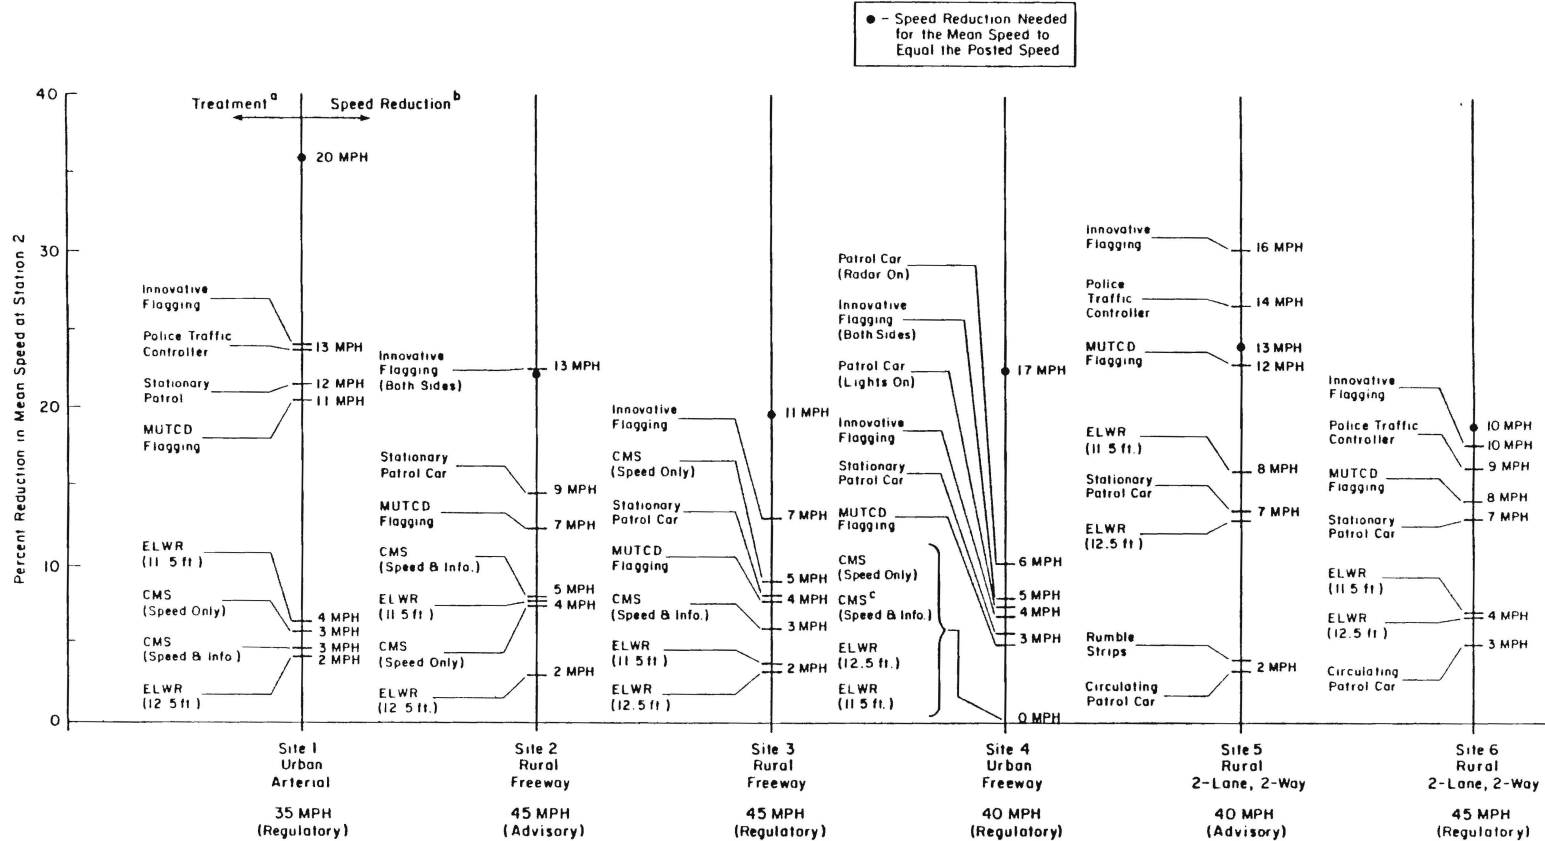 ● - Speed Reduction Needed
for the Mean Speed to
Equal the Posted Speed
Percent Reduction in Mean Speed at Station 2
40
30
20
10
0
Treatment a
Speed Reduction b
20 MPH
Innovative
Flagging
Police Traffic
Controller
13 MPH
Stationary
Patrol
12 MPH
MUTCD
Flagging
11 MPH
ELWR
(11 5 ft)
4 MPH
CMS
(Speed Only)
3 MPH
CMS
(Speed & Info)
3 MPH
ELWR
(12 5 ft)
2 MPH
Site 1
Urban
Arterial
35 MPH
(Regulatory)
Innovative
Flagging
(Both Sides)
13 MPH
Stationary
Patrol Car
9 MPH
MUTCD
Flagging
7 MPH
CMS
(Speed & Info.)
5 MPH
ELWR
(11 5 ft)
4 MPH
CMS
(Speed Only)
ELWR
(12 5 ft.)
2 MPH
Site 2
Rural
Freeway
45 MPH
(Advisory)
11 MPH
Innovative
Flagging
7 MPH
CMS
(Speed Only)
5 MPH
Stationary
Patrol Car
4 MPH
MUTCD
Flagging
CMS
(Speed & Info.)
3 MPH
ELWR
(11 5 ft)
2 MPH
ELWR
(12.5 ft)
Site 3
Rural
Freeway
45 MPH
(Regulatory)
17 MPH
Patrol Car
(Radar On)
6 MPH
Innovative
Flagging
(Both Sides)
5 MPH
Patrol Car
(Lights On)
4 MPH
Innovative
Flagging
Stationary
Patrol Car
3 MPH
MUTCD
Flagging
CMS
(Speed Only)
CMS c
(Speed & Info.)
ELWR
(12.5 ft.)
ELWR
(11 5 ft.)
0 MPH
Site 4
Urban
Freeway
40 MPH
(Regulatory)
Innovative
Flagging
16 MPH
Police
Traffic
Controller
14 MPH
13 MPH
MUTCD
Flagging
12 MPH
ELWR
(11 5 ft.)
8 MPH
Stationary
Patrol Car
7 MPH
ELWR
(12.5 ft)
Rumble
Strips
2 MPH
Circulating
Patrol Car
Site 5
Rural
2-Lane, 2-Way
40 MPH
(Advisory)
10 MPH
Innovative
Flagging
10 MPH
Police Traffic
Controller
9 MPH
MUTCD
Flagging
8 MPH
Stationary
Patrol Car
7 MPH
ELWR
(11 5 ft)
4 MPH
ELWR
(12.5 ft)
Circulating
Patrol Car
3 MPH
Site 6
Rural
2-Lane, 2-Way
45 MPH
(Regulatory)